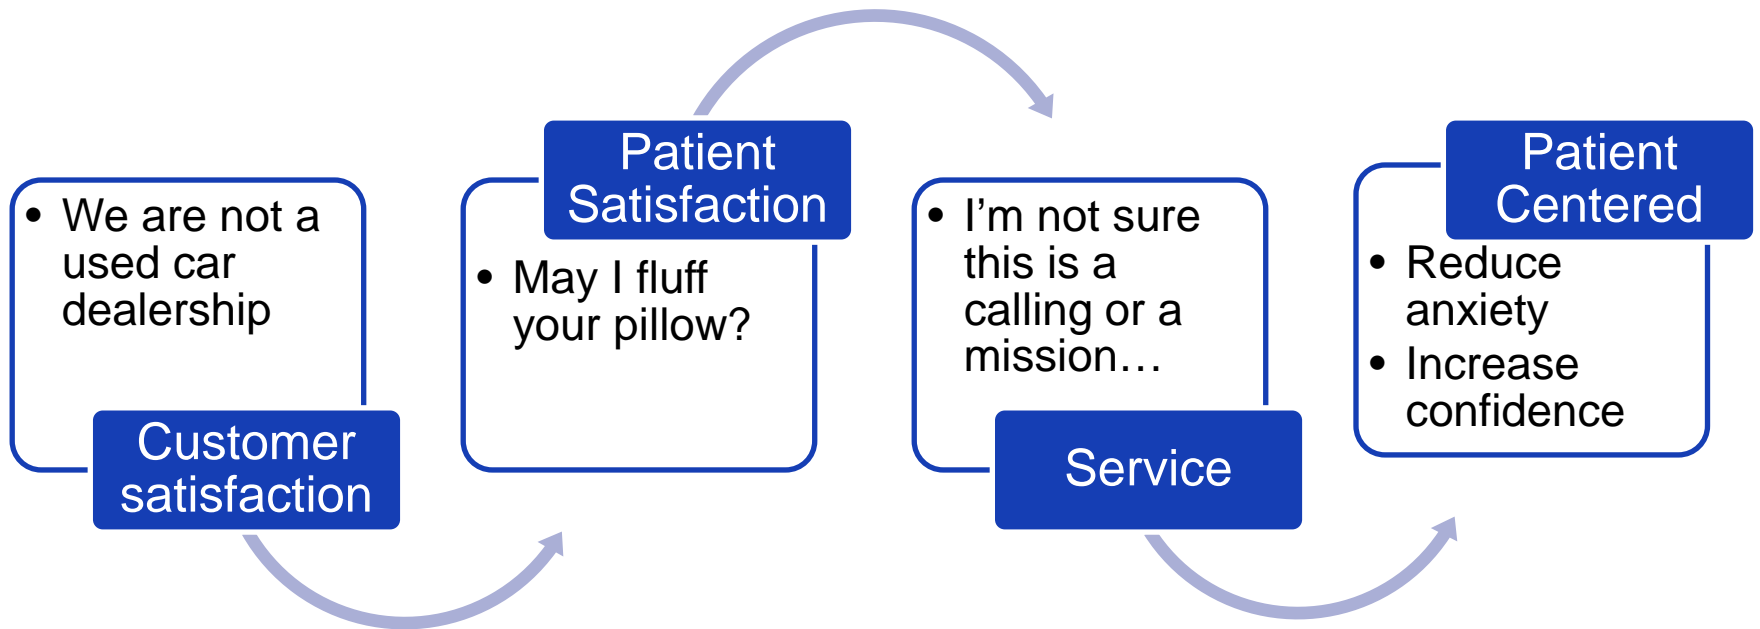 • We are not a
used car
dealership
Customer
satisfaction
Patient
Satisfaction
• May I fluff
your pillow?
• I’m not sure
this is a
calling or a
mission…
Service
Patient
Centered
• Reduce
anxiety
• Increase
confidence